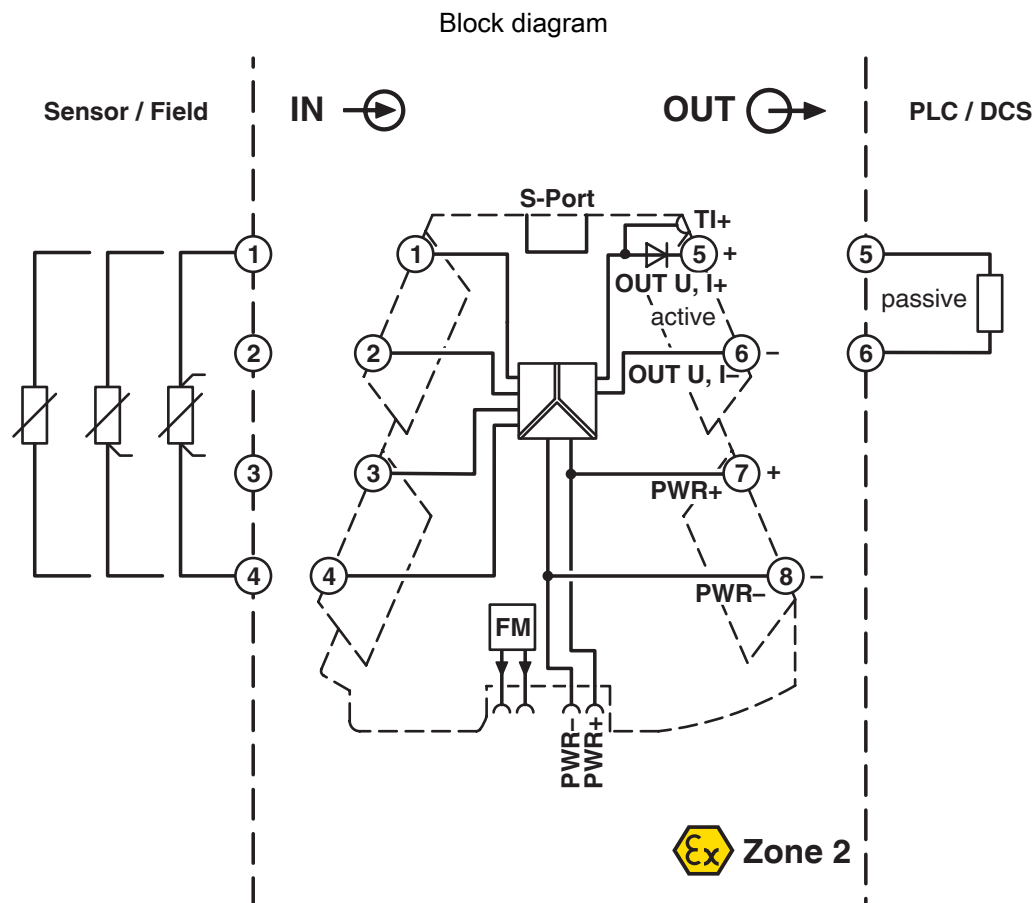 Block diagram
Sensor / Field
IN
OUT
PLC / DCS
S-Port
TI+
1
1
5
+
5
OUT U, I+
passive
active
2
2
6
–
6
OUT U, I–
3
3
7
+
PWR+
4
4
8
–
PWR–
FM
PWR–
PWR+
Ex
Zone 2